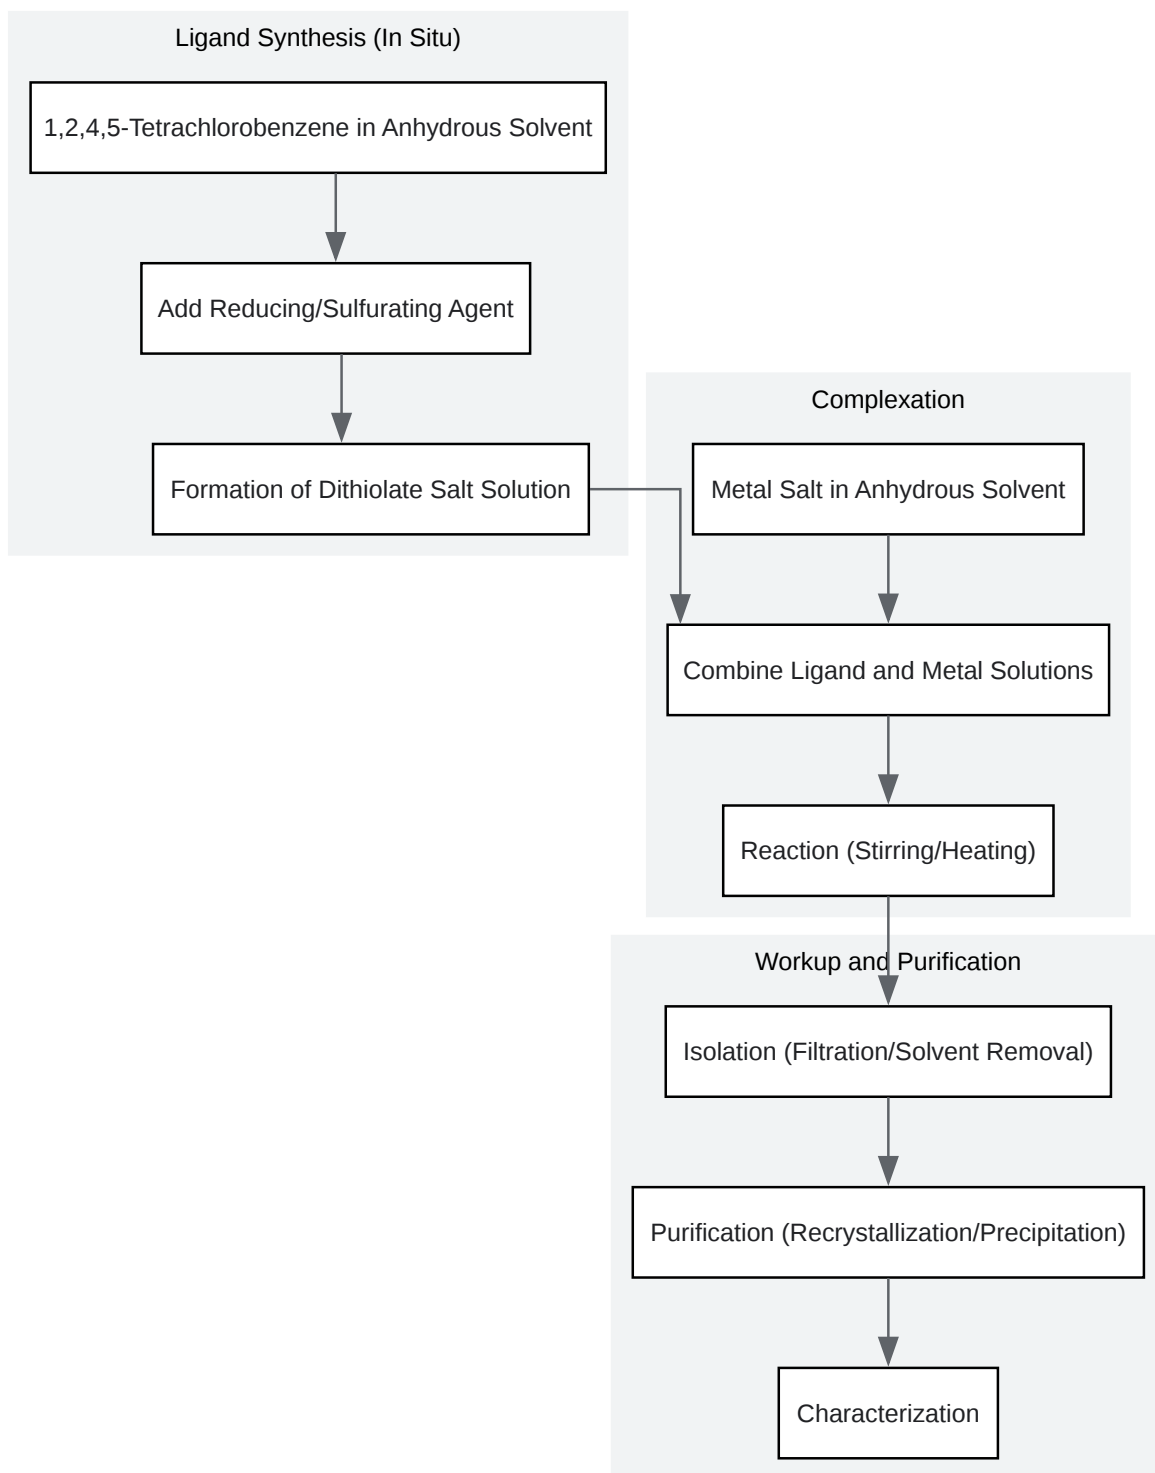 Ligand Synthesis (In Situ)
1,2,4,5-Tetrachlorobenzene in Anhydrous Solvent
Add Reducing/Sulfurating Agent
Formation of Dithiolate Salt Solution
Complexation
Metal Salt in Anhydrous Solvent
Combine Ligand and Metal Solutions
Reaction (Stirring/Heating)
Workup and Purification
Isolation (Filtration/Solvent Removal)
Purification (Recrystallization/Precipitation)
Characterization